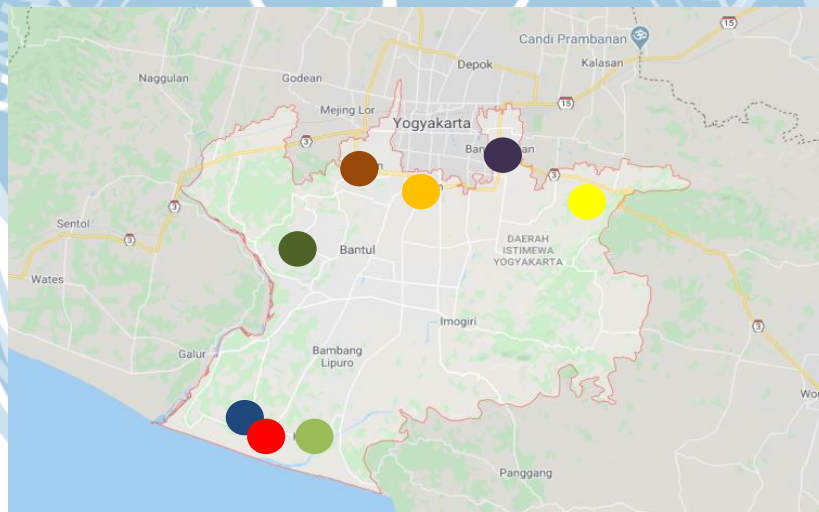 15
Candi Prambanan
Depok
Kalasan
Naggulan
Godean
15
Mejing Lor
Yogyakarta
3
3
3
Sentol
3
Bantul
DAERAH
ISTIMEWA
YOGYAKARTA
Wates
Imogiri
3
Galur
Bambang
Lipuro
Panggang